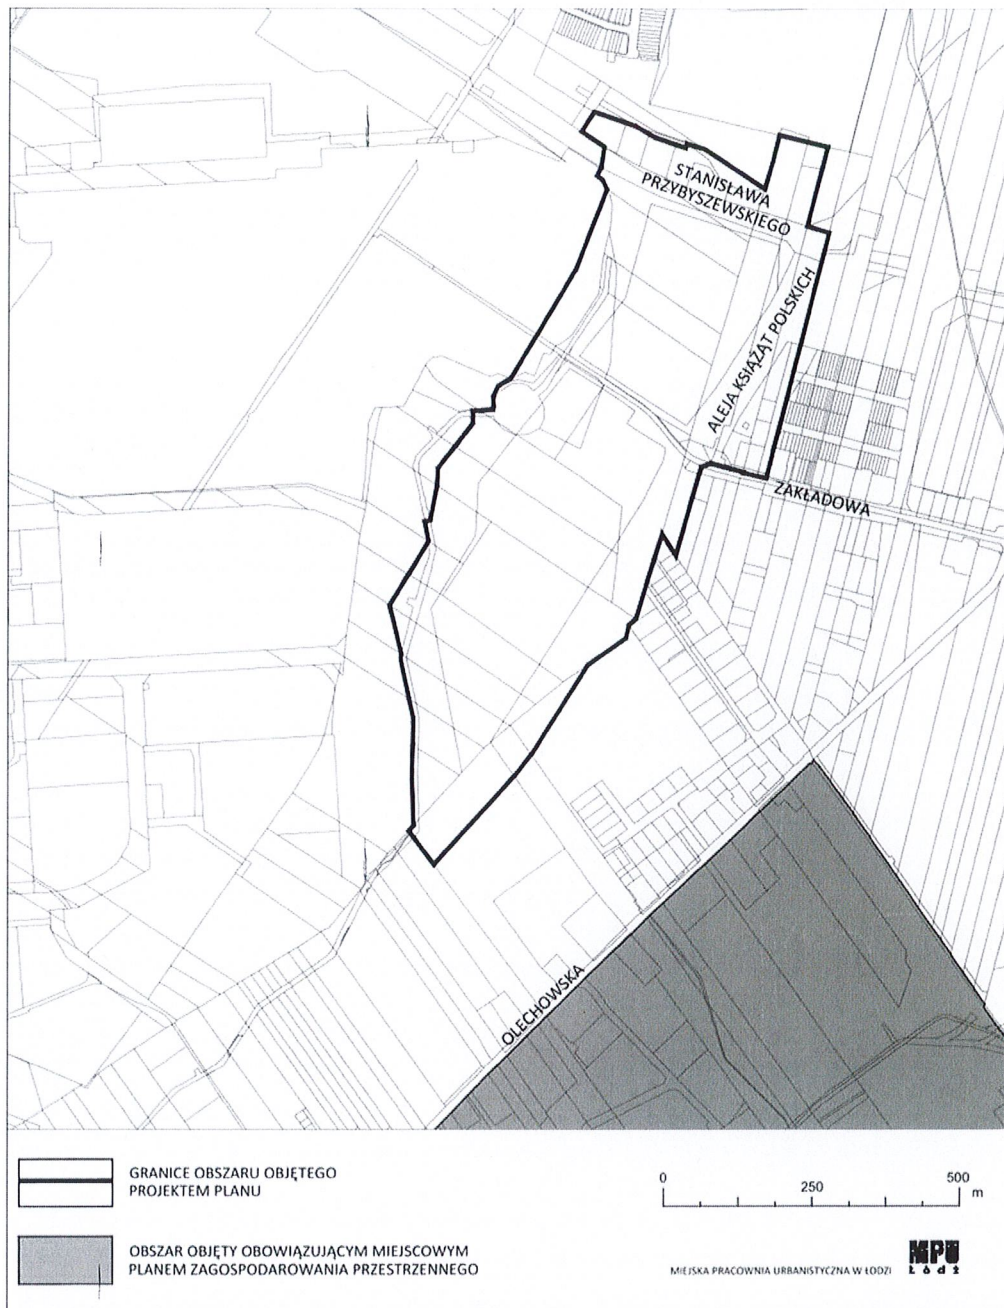 STANISŁAWA
PRZYBYSZEWSKIEGO
ALEJA KSIĄŻĄT POLSKICH
ZAKŁADOWA
OLECHOWSKA
GRANICE OBSZARU OBJĘTEGO
PROJEKTEM PLANU
0
250
500
m
OBSZAR OBJĘTY OBOWIĄZUJĄCYM MIEJSCOWYM
PLANEM ZAGOSPODAROWANIA PRZESTRZENNEGO
MIEJSKA PRACOWNIA URBANISTYCZNA W ŁODZI
MPU
Łódź